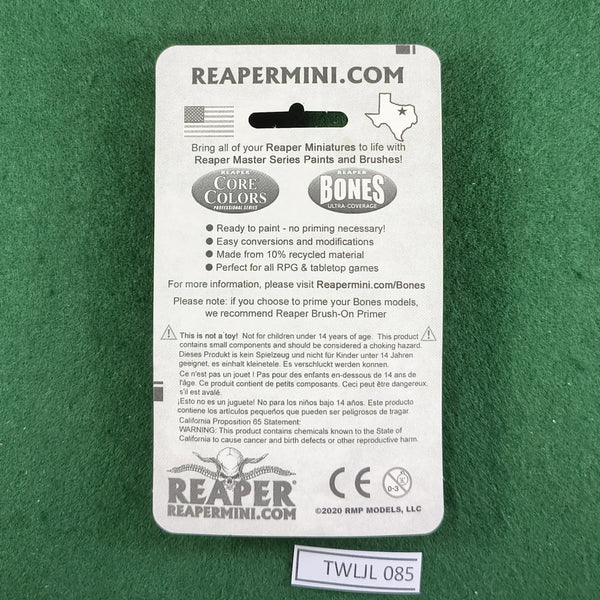 REAPERMINI.COM
Bring all of your Reaper Miniatures to life with
Reaper Master Series Paints and Brushes!
REAPER
CORE
COLORS
PROFESSIONAL SERIES
REAPER
BONES
ULTRA-COVERAGE
● Ready to paint - no priming necessary!
● Easy conversions and modifications
● Made from 10% recycled material
● Perfect for all RPG & tabletop games
For more information, please visit Reapermini.com/Bones
Please note: if you choose to prime your Bones models,
we recommend Reaper Brush-On Primer
This is not a toy! Not for children under 14 years of age. This product
contains small components and should be considered a choking hazard.
Dieses Produkt is kein Spielzeug und nicht für Kinder unter 14 Jahren
geeignet, es einhalt kleinetele. Es verschluckt werden konnen.
Ce n'est pas un jouet ! Pas pour des enfants en-dessous de 14 ans de
l'âge. Ce produit contient de petits composants. Ceci peut être dangereux,
s'il est avalé.
¡Esto no es un juguete! No para los niños bajo 14 años. Este producto
contiene los artículos pequeños que pueden ser peligrosos de tragar.
California Proposition 65 Statement:
WARNING: This product contains chemicals known to the State of
California to cause cancer and birth defects or other reproductive harm.
REAPER
REAPERMINI.COM
CE
0-3
©2020 RMP MODELS, LLC
TWLJL 085